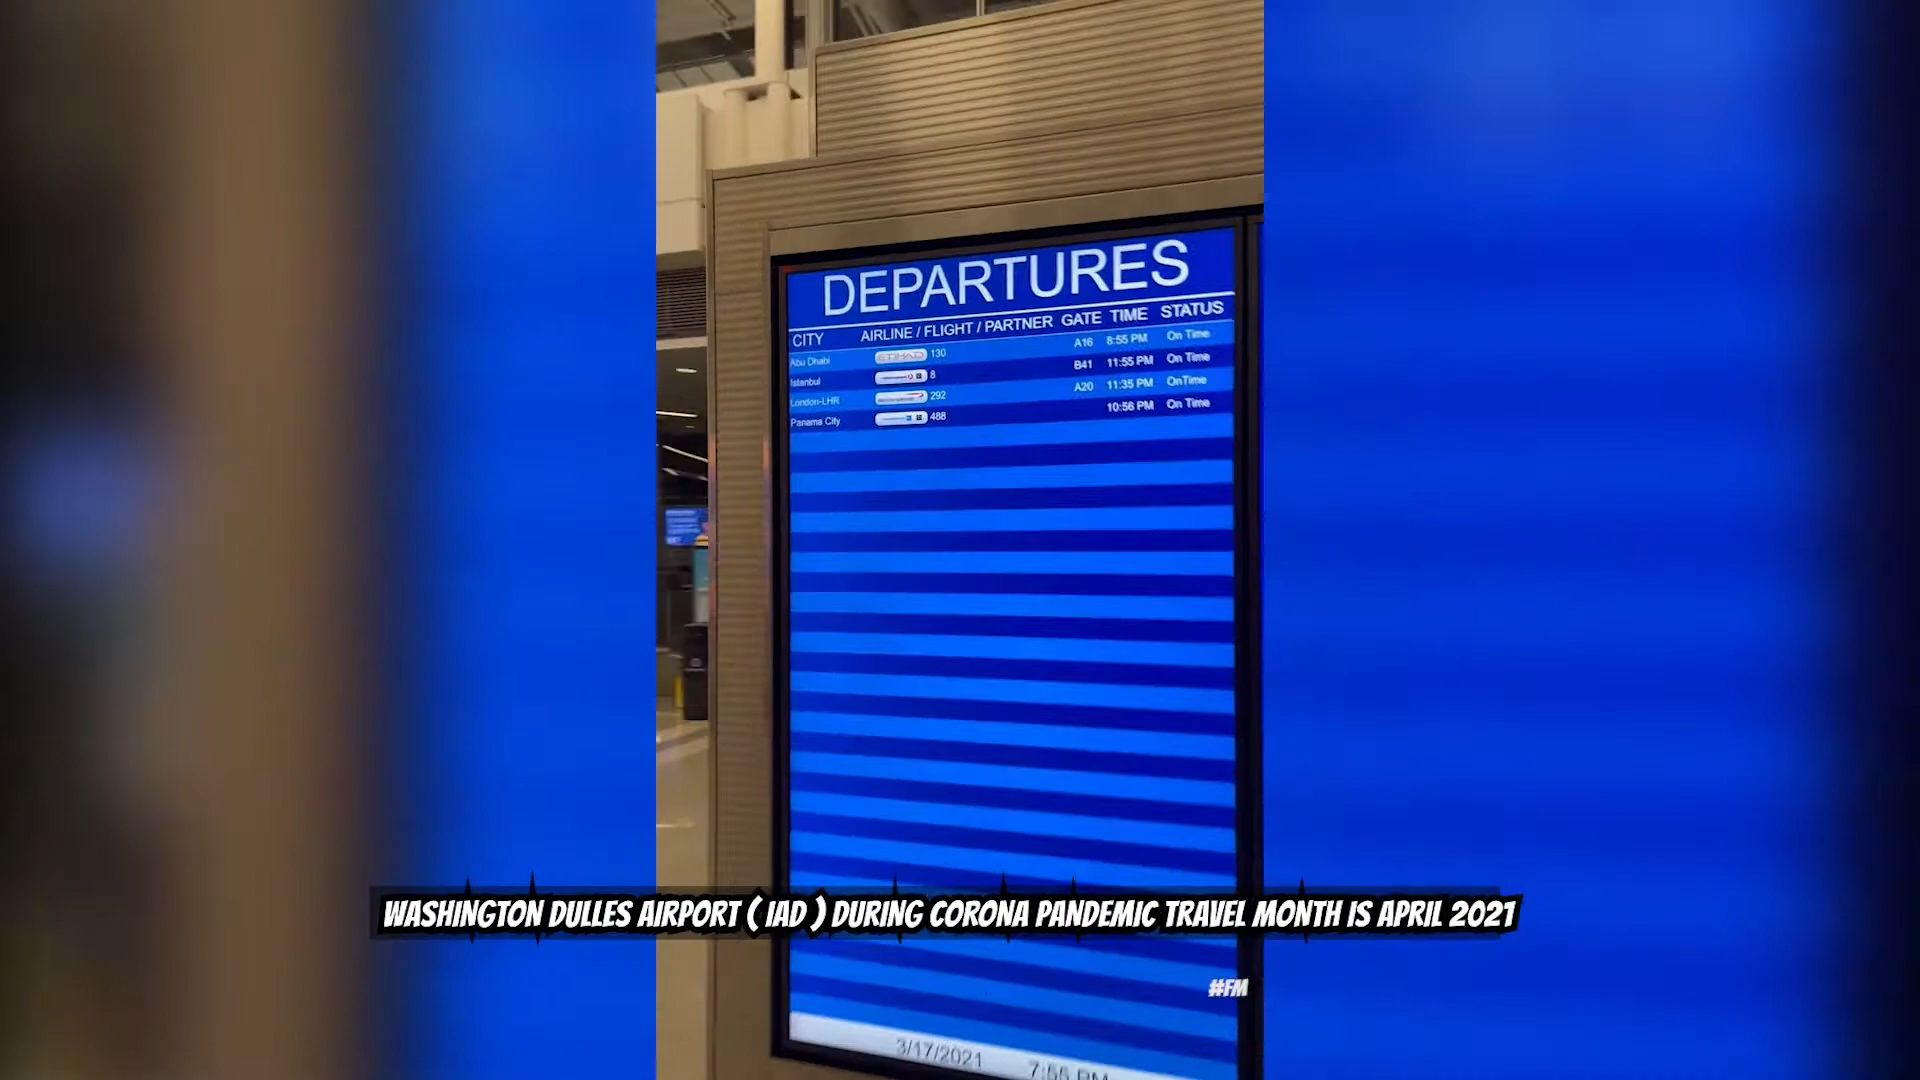 DEPARTURES
CITY AIRLINE / FLIGHT / PARTNER GATE TIME STATUS
Abu Dhabi ETIHAD 130 A16 8:55 PM On Time
Istanbul 8 B41 11:55 PM On Time
London-LHR 292 A20 11:35 PM OnTime
Panama City 488 10:56 PM On Time
WASHINGTON DULLES AIRPORT ( IAD ) DURING CORONA PANDEMIC TRAVEL MONTH IS APRIL 2021
#FM
3/17/2021 7:55 PM